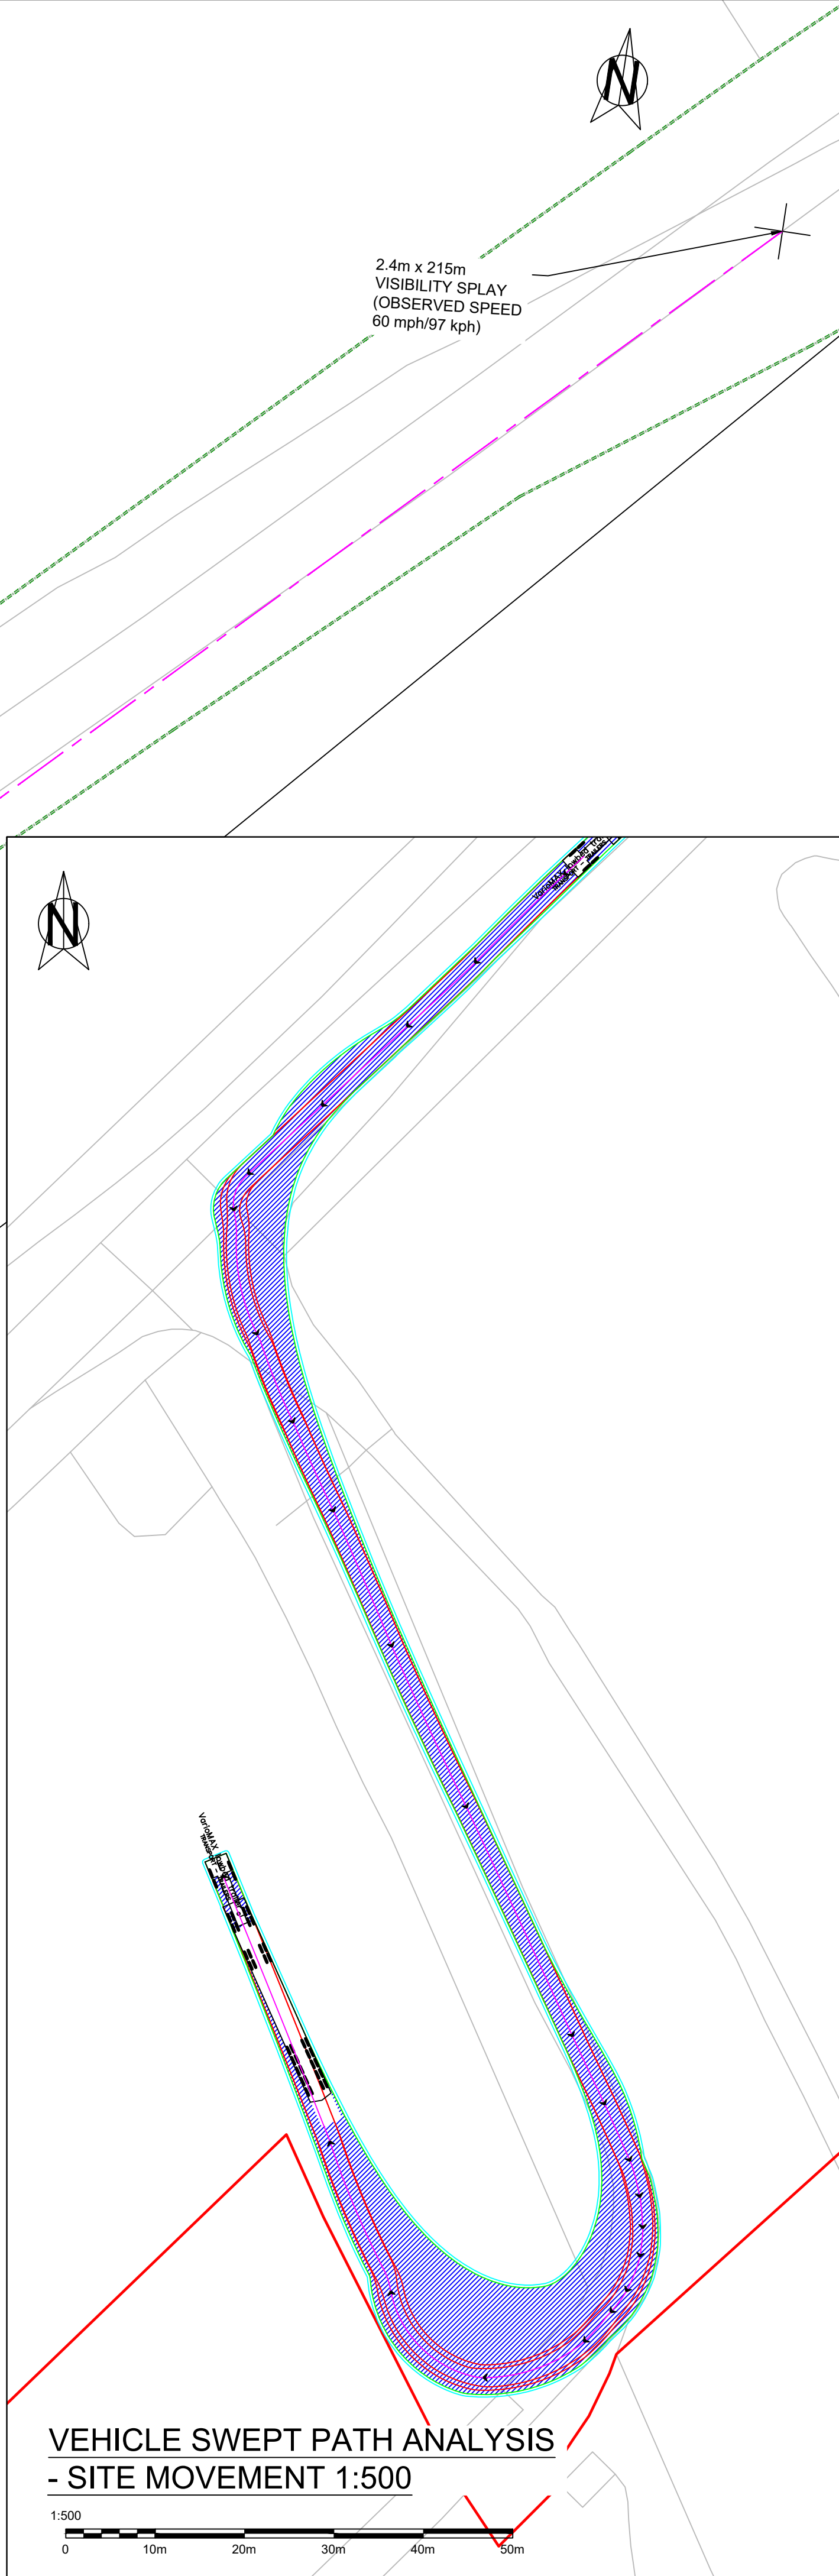 N
2.4m x 215m
VISIBILITY SPLAY
(OBSERVED SPEED
60 mph/97 kph)
N
VEHICLE SWEPT PATH ANALYSIS
- SITE MOVEMENT 1:500
1:500
0 10m 20m 30m 40m 50m